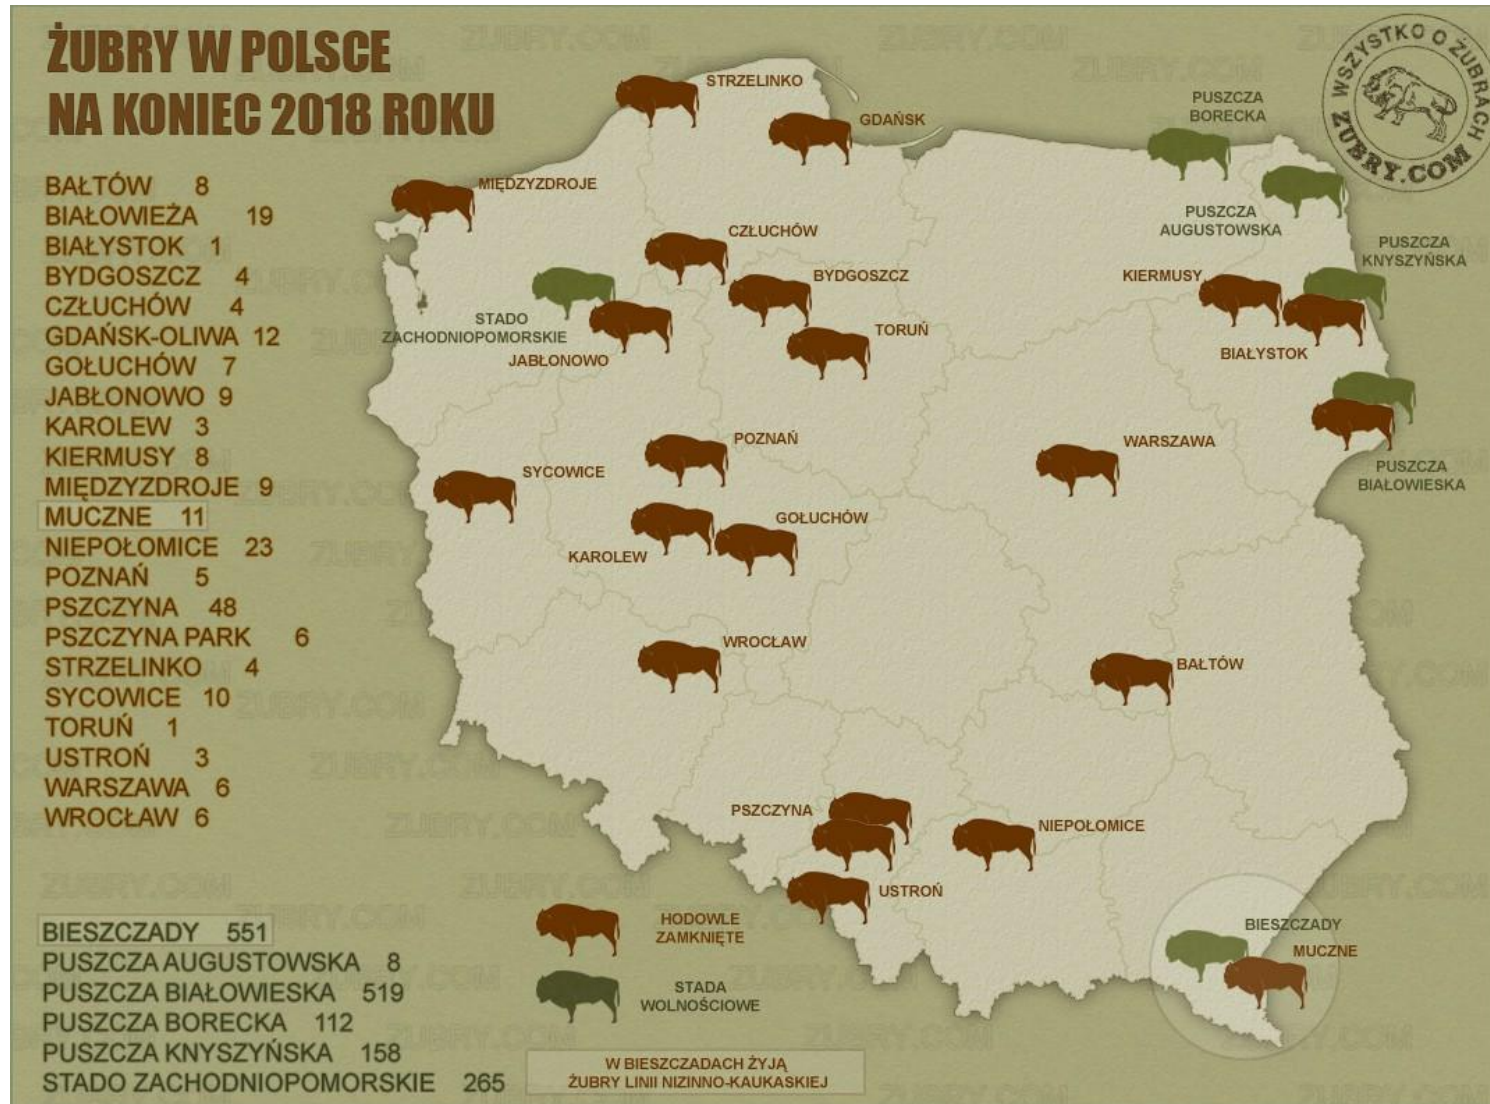 ŻUBRY W POLSCE
NA KONIEC 2018 ROKU
BAŁTÓW 8
BIAŁOWIEŻA 19
BIAŁYSTOK 1
BYDGOSZCZ 4
CZŁUCHÓW 4
GDAŃSK-OLIWA 12
GOŁUCHÓW 7
JABŁONOWO 9
KAROLEW 3
KIERMUSY 8
MIĘDZYZDROJE 9
MUCZNE 11
NIEPOŁOMICE 23
POZNAŃ 5
PSZCZYNA 48
PSZCZYNA PARK 6
STRZELINKO 4
SYCOWICE 10
TORUŃ 1
USTROŃ 3
WARSZAWA 6
WROCŁAW 6
BIESZCZADY 551
PUSZCZA AUGUSTOWSKA 8
PUSZCZA BIAŁOWIESKA 519
PUSZCZA BORECKA 112
PUSZCZA KNYSZYŃSKA 158
STADO ZACHODNIOPOMORSKIE 265
STRZELINKO
GDAŃSK
PUSZCZA
BORECKA
WSZYSTKO O ŻUBRACH
ZUBRY.COM
MIĘDZYZDROJE
PUSZCZA
AUGUSTOWSKA
CZŁUCHÓW
PUSZCZA
KNYSZYŃSKA
BYDGOSZCZ
KIERMUSY
STADO
ZACHODNIOPOMORSKIE
TORUŃ
JABŁONOWO
BIAŁYSTOK
POZNAŃ
WARSZAWA
SYCOWICE
PUSZCZA
BIAŁOWIESKA
GOŁUCHÓW
KAROLEW
WROCŁAW
BAŁTÓW
PSZCZYNA
NIEPOŁOMICE
USTROŃ
BIESZCZADY
MUCZNE
HODOWLE
ZAMKNIĘTE
STADA
WOLNOŚCIOWE
W BIESZCZADACH ŻYJĄ
ŻUBRY LINII NIZINNO-KAUKASKIEJ